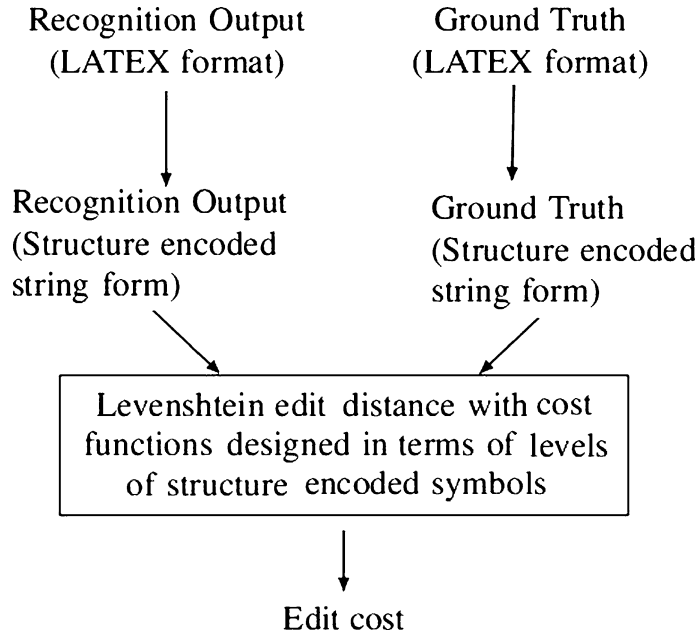 Recognition Output
(LATEX format)
Ground Truth
(LATEX format)
Recognition Output
(Structure encoded
string form)
Ground Truth
(Structure encoded
string form)
Levenshtein edit distance with cost
functions designed in terms of levels
of structure encoded symbols
Edit cost